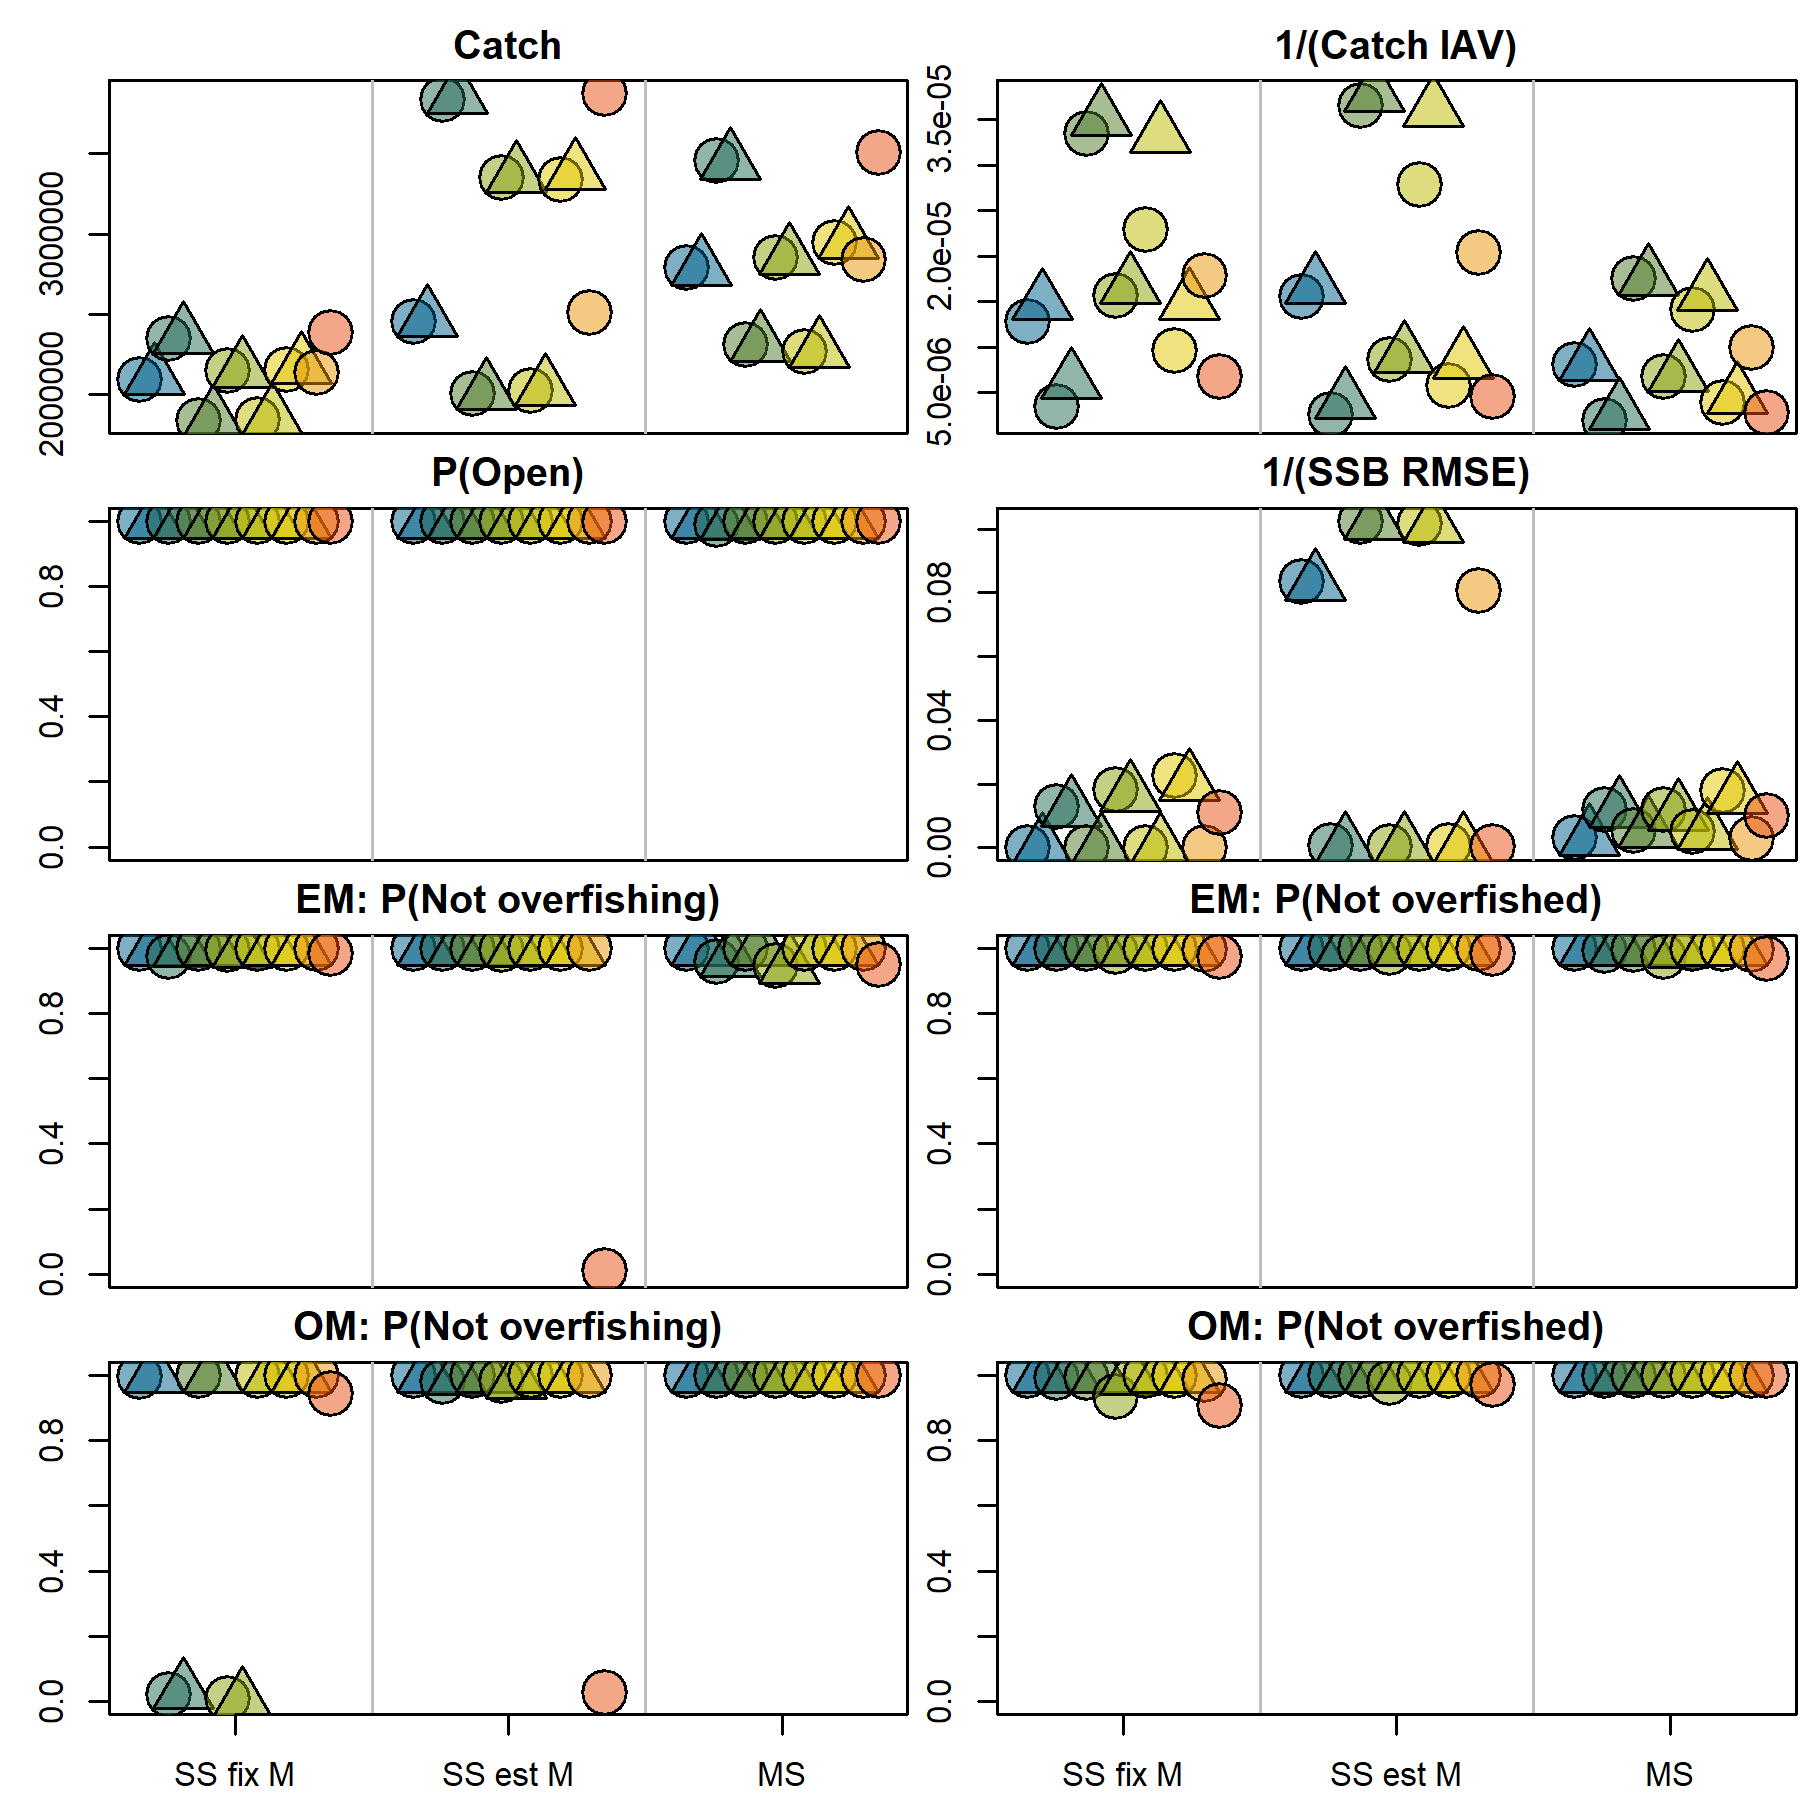 Catch
1/(Catch IAV)
3000000
2000000
3.5e-05
2.0e-05
5.0e-06
P(Open)
1/(SSB RMSE)
0.8
0.4
0.0
0.08
0.04
0.00
EM: P(Not overfishing)
EM: P(Not overfished)
0.8
0.4
0.0
0.8
0.4
0.0
OM: P(Not overfishing)
OM: P(Not overfished)
0.8
0.4
0.0
0.8
0.4
0.0
SS fix M
SS est M
MS
SS fix M
SS est M
MS